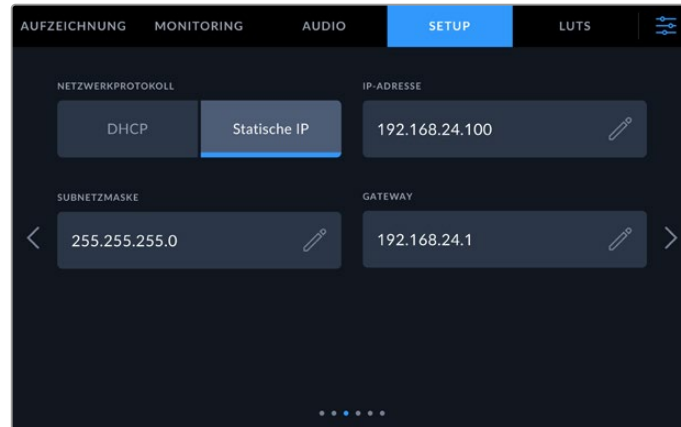 AUFZEICHNUNG MONITORING AUDIO SETUP LUTS
NETZWERKPROTOKOLL IP-ADRESSE
DHCP Statische IP 192.168.24.100
SUBNETZMASKE GATEWAY
255.255.255.0 192.168.24.1